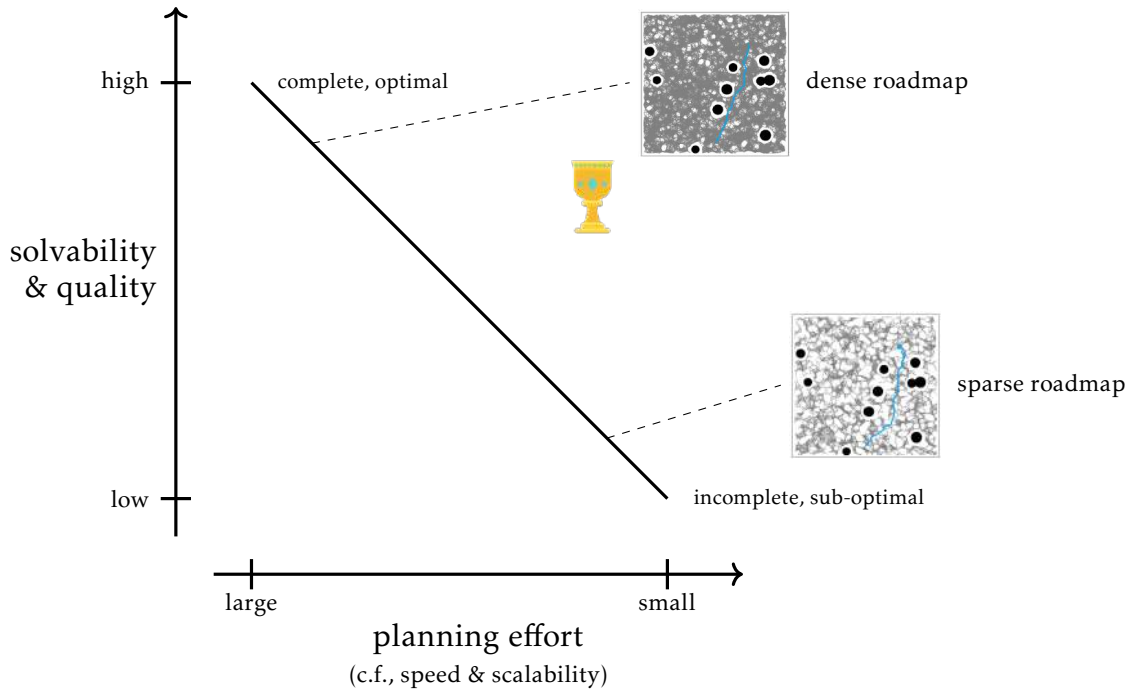 high
complete, optimal
dense roadmap
solvability
& quality
sparse roadmap
low
incomplete, sub-optimal
large
small
planning effort
(c.f., speed & scalability)